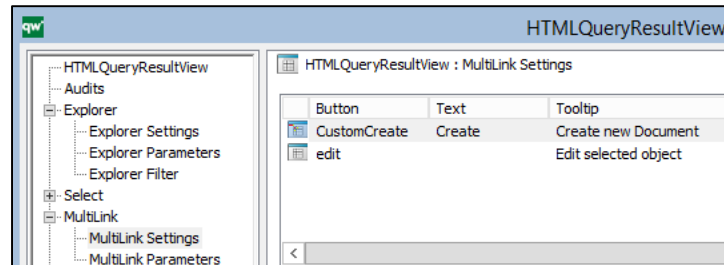 qw HTMLQueryResultView
HTMLQueryResultView
Audits
Explorer
Explorer Settings
Explorer Parameters
Explorer Filter
Select
MultiLink
MultiLink Settings
MultiLink Parameters
HTMLQueryResultView : MultiLink Settings
Button Text Tooltip
CustomCreate Create Create new Document
edit Edit selected object